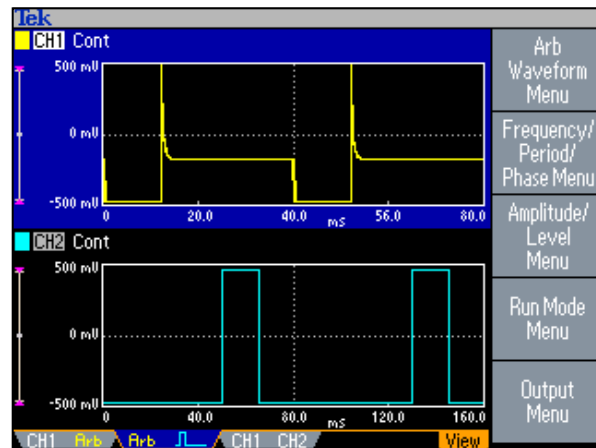 Tek
CH1 Cont
500 mV
0 mV
-500 mV
0 20.0 40.0 ms 56.0 80.0
CH2 Cont
500 mV
0 mV
-500 mV
0 40.0 80.0 ms 120.0 160.0
CH1 Arb Arb CH1 CH2 View
Arb
Waveform
Menu
Frequency/
Period/
Phase Menu
Amplitude/
Level
Menu
Run Mode
Menu
Output
Menu